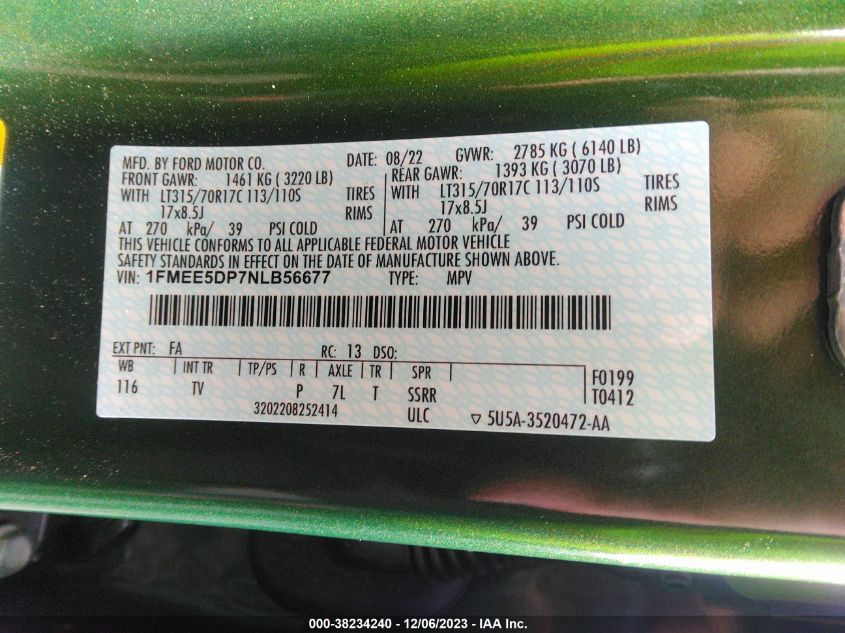 MFD. BY FORD MOTOR CO. DATE: 08/22 GVWR: 2785 KG ( 6140 LB)
FRONT GAWR: 1461 KG ( 3220 LB) REAR GAWR: 1393 KG ( 3070 LB)
WITH LT315/70R17C 113/110S TIRES WITH LT315/70R17C 113/110S TIRES
17x8.5J RIMS 17x8.5J RIMS
AT 270 kPa/ 39 PSI COLD AT 270 kPa/ 39 PSI COLD
THIS VEHICLE CONFORMS TO ALL APPLICABLE FEDERAL MOTOR VEHICLE
SAFETY STANDARDS IN EFFECT ON THE DATE OF MANUFACTURE SHOWN ABOVE.
VIN: 1FMEE5DP7NLB56677 TYPE: MPV
EXT PNT: FA RC: 13 DSO:
WB INT TR TP/PS R AXLE TR SPR F0199
116 TV P 7L T SSRR T0412
3202208252414 ULC ▽ 5U5A-3520472-AA
000-38234240 - 12/06/2023 - IAA Inc.